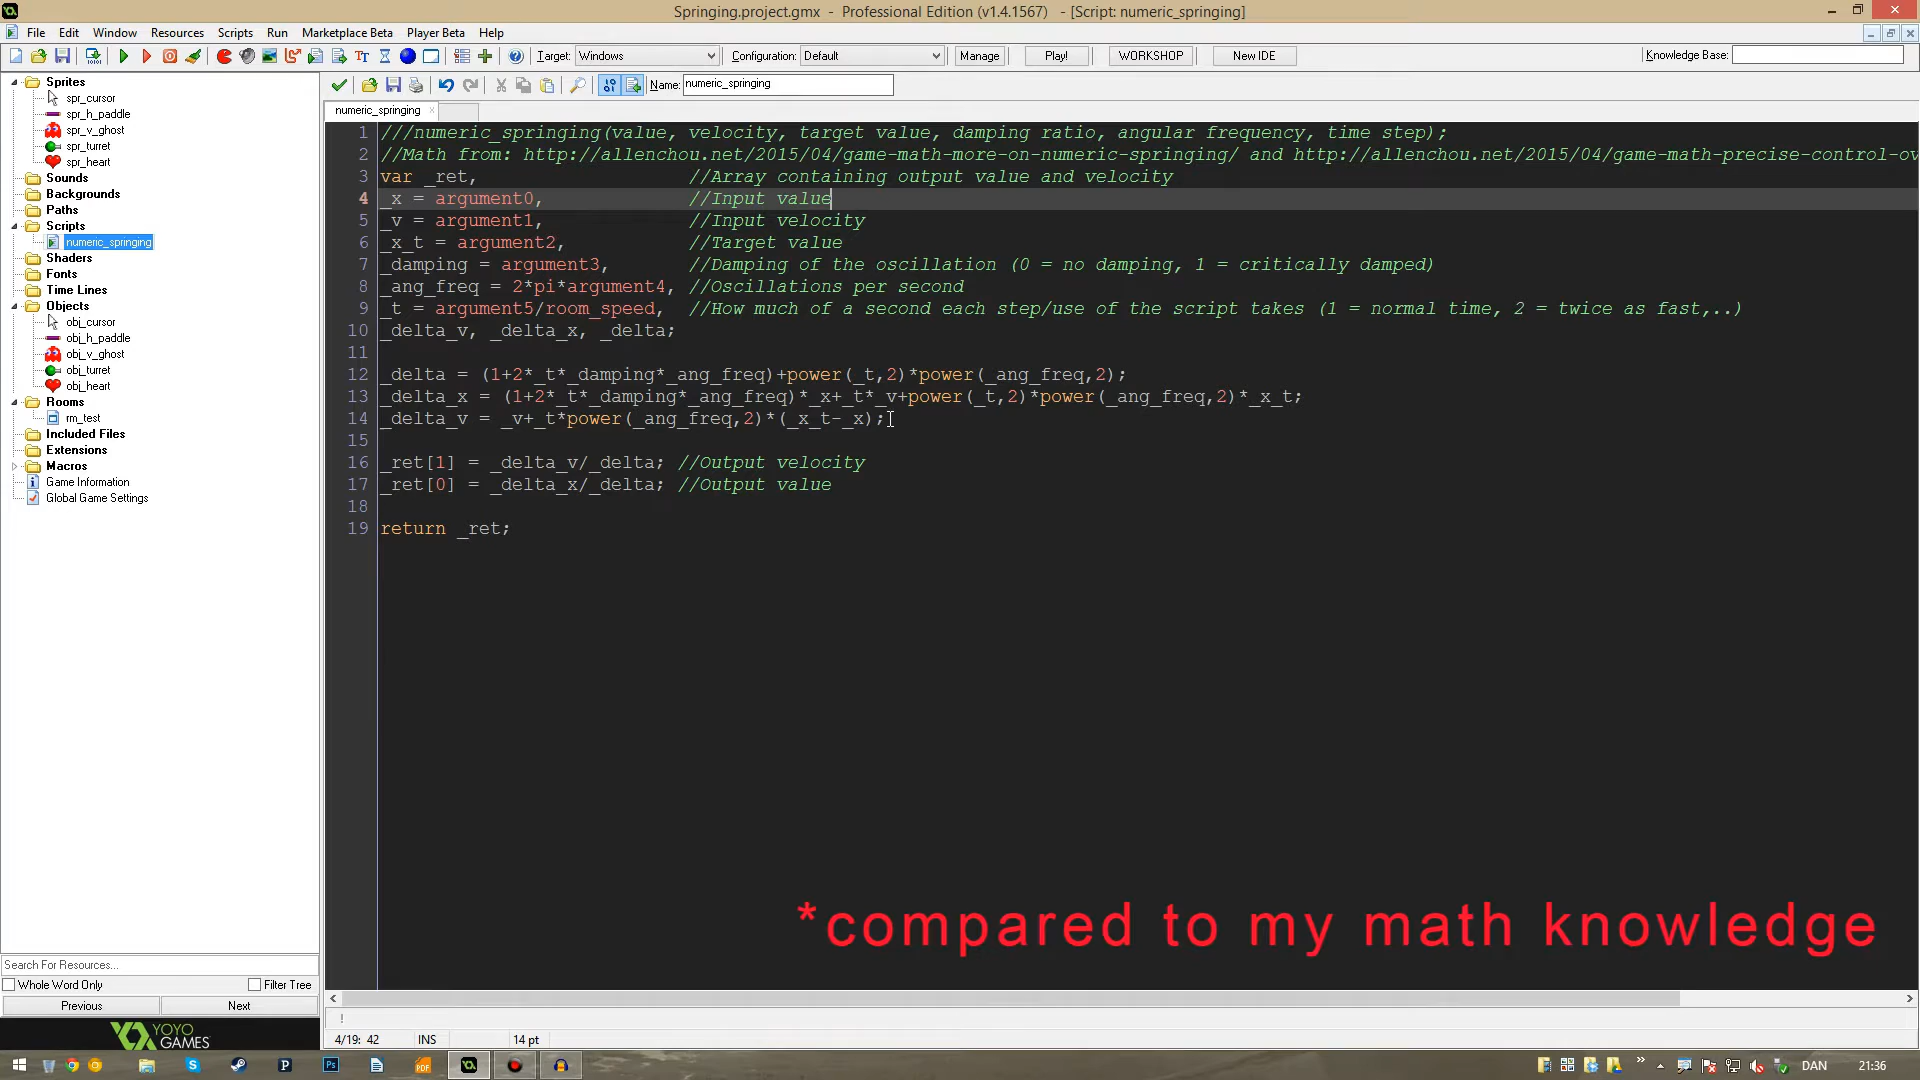 Springing.project.gmx - Professional Edition (v1.4.1567) - [Script: numeric_springing]
File Edit Window Resources Scripts Run Marketplace Beta Player Beta Help
Target: Windows Configuration: Default Manage Play! WORKSHOP New IDE Knowledge Base:
Name: numeric_springing
numeric_springing
Sprites
spr_cursor
spr_h_paddle
spr_v_ghost
spr_turret
spr_heart
Sounds
Backgrounds
Paths
Scripts
numeric_springing
Shaders
Fonts
Time Lines
Objects
obj_cursor
obj_h_paddle
obj_v_ghost
obj_turret
obj_heart
Rooms
rm_test
Included Files
Extensions
Macros
Game Information
Global Game Settings
Search For Resources...
Whole Word Only Filter Tree
Previous Next
YOYO
GAMES
1 ///numeric_springing(value, velocity, target value, damping ratio, angular frequency, time step);
2 //Math from: http://allenchou.net/2015/04/game-math-more-on-numeric-springing/ and http://allenchou.net/2015/04/game-math-precise-control-ov
3 var _ret, //Array containing output value and velocity
4 _x = argument0, //Input value
5 _v = argument1, //Input velocity
6 _x_t = argument2, //Target value
7 _damping = argument3, //Damping of the oscillation (0 = no damping, 1 = critically damped)
8 _ang_freq = 2*pi*argument4, //Oscillations per second
9 _t = argument5/room_speed, //How much of a second each step/use of the script takes (1 = normal time, 2 = twice as fast,..)
10 _delta_v, _delta_x, _delta;
11
12 _delta = (1+2*_t*_damping*_ang_freq)+power(_t,2)*power(_ang_freq,2);
13 _delta_x = (1+2*_t*_damping*_ang_freq)*_x+_t*_v+power(_t,2)*power(_ang_freq,2)*_x_t;
14 _delta_v = _v+_t*power(_ang_freq,2)*(_x_t-_x);
15
16 _ret[1] = _delta_v/_delta; //Output velocity
17 _ret[0] = _delta_x/_delta; //Output value
18
19 return _ret;
*compared to my math knowledge
4/19: 42 INS 14 pt
DAN 21:36